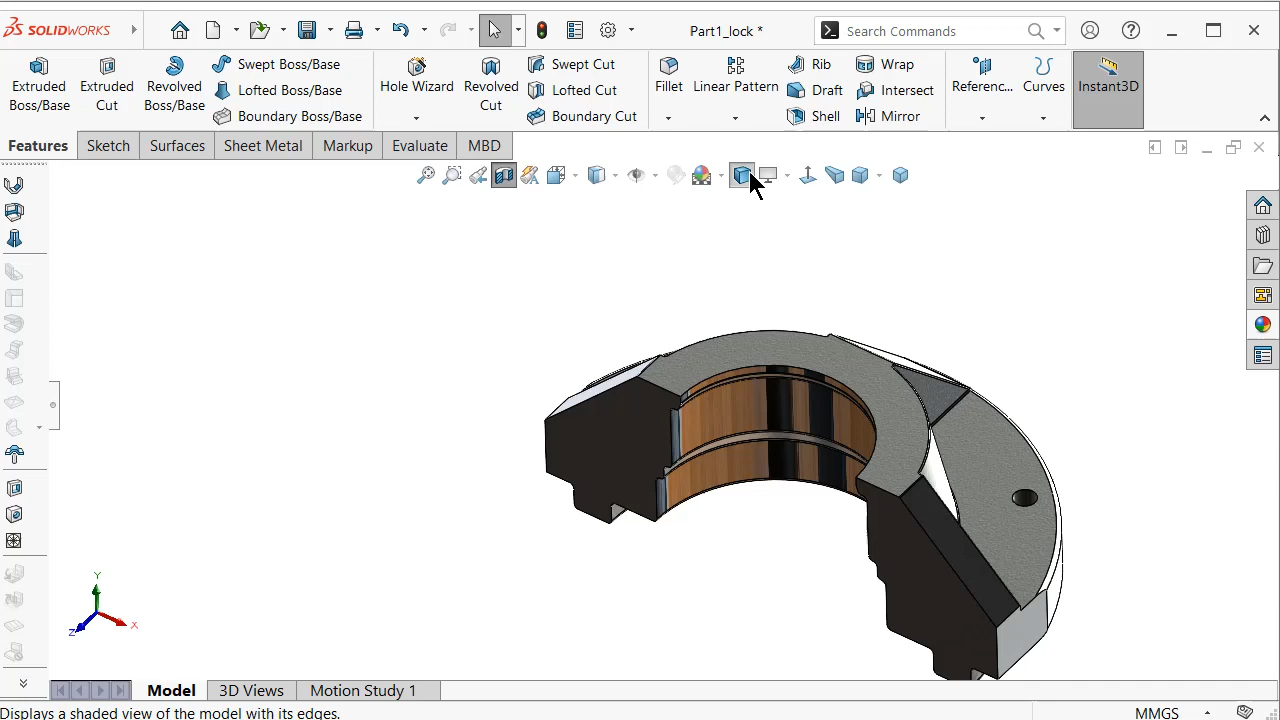 SOLIDWORKS
Part1_lock *
Search Commands
Extruded Boss/Base
Extruded Cut
Revolved Boss/Base
Swept Boss/Base
Lofted Boss/Base
Boundary Boss/Base
Hole Wizard
Revolved Cut
Swept Cut
Lofted Cut
Boundary Cut
Fillet
Linear Pattern
Rib
Draft
Shell
Wrap
Intersect
Mirror
Referenc...
Curves
Instant3D
Features
Sketch
Surfaces
Sheet Metal
Markup
Evaluate
MBD
Y
X
Z
Model
3D Views
Motion Study 1
Displays a shaded view of the model with its edges.
MMGS